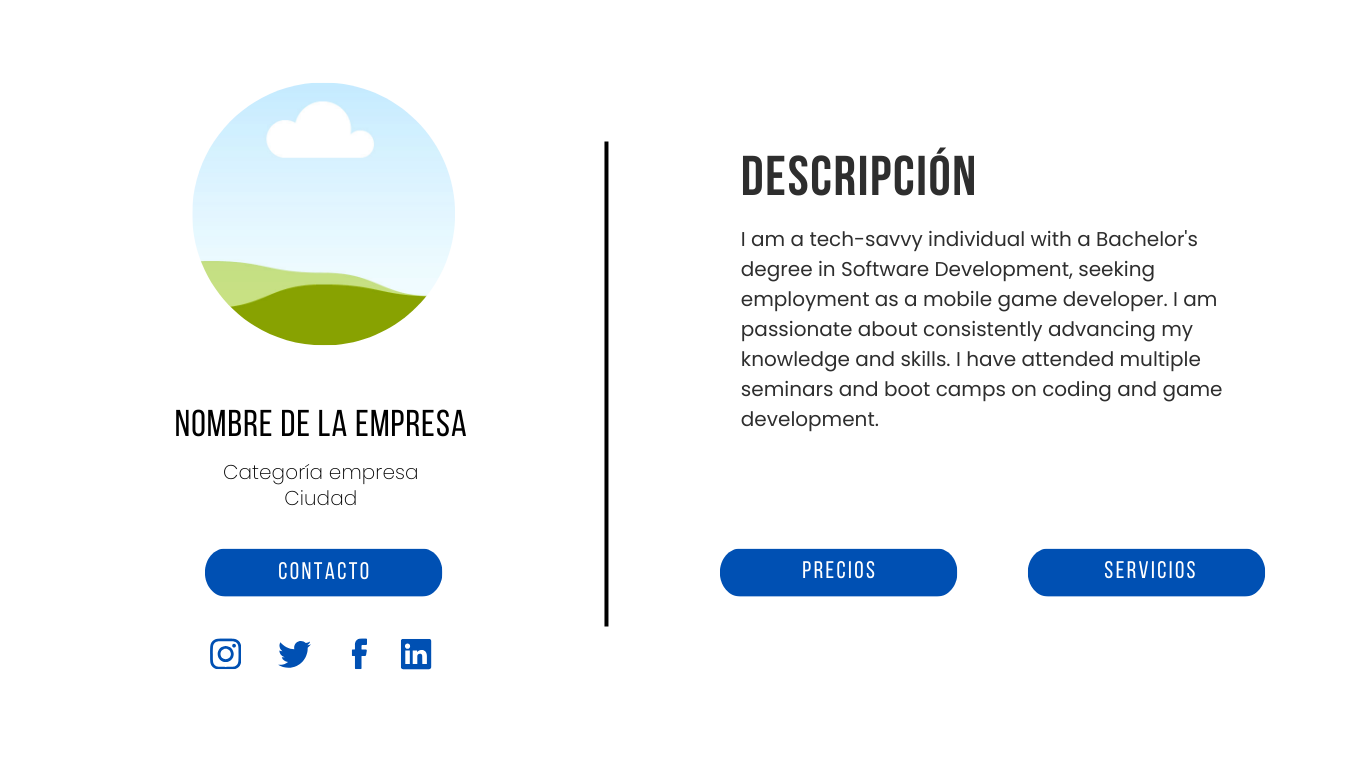 NOMBRE DE LA EMPRESA
Categoría empresa
Ciudad
CONTACTO
DESCRIPCIÓN
I am a tech-savvy individual with a Bachelor's
degree in Software Development, seeking
employment as a mobile game developer. I am
passionate about consistently advancing my
knowledge and skills. I have attended multiple
seminars and boot camps on coding and game
development.
PRECIOS
SERVICIOS